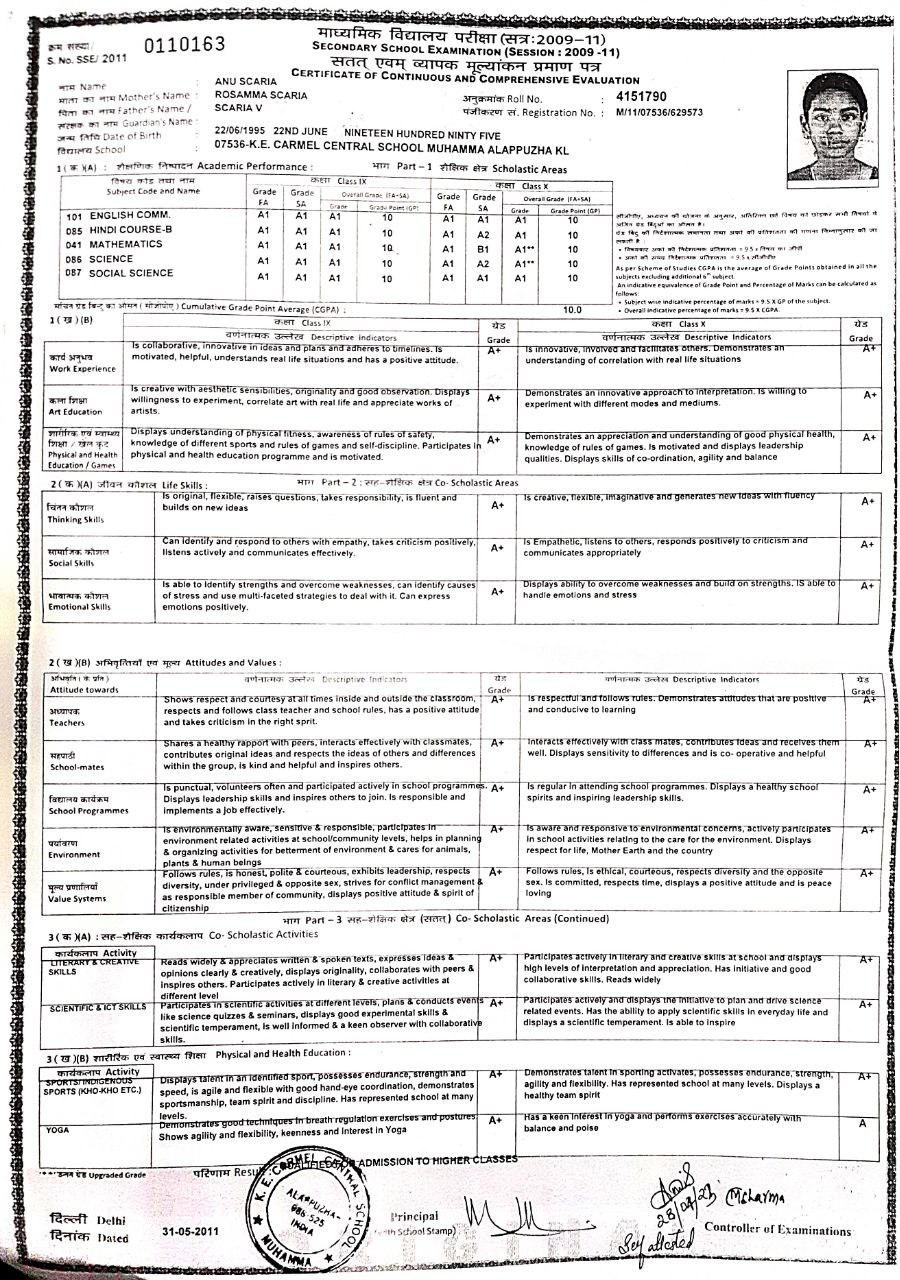 माध्यमिक विद्यालय परीक्षा (सत्र:2009-11)
क्रम संख्या/ 0110163
S. No. SSE/ 2011
SECONDARY SCHOOL EXAMINATION (SESSION : 2009 -11)
सतत् एवम् व्यापक मूल्यांकन प्रमाण पत्र
CERTIFICATE OF CONTINUOUS AND COMPREHENSIVE EVALUATION
नाम Name : ANU SCARIA
माता का नाम Mother's Name : ROSAMMA SCARIA अनुक्रमांक Roll No. : 4151790
पिता का नाम Father's Name / SCARIA V पंजीकरण सं. Registration No. : M/11/07536/629573
संरक्षक का नाम Guardian's Name :
जन्म तिथि Date of Birth : 22/06/1995 22ND JUNE NINETEEN HUNDRED NINTY FIVE
विद्यालय School : 07536-K.E. CARMEL CENTRAL SCHOOL MUHAMMA ALAPPUZHA KL
1 ( क )(A) : शैक्षणिक निष्पादन Academic Performance : भाग Part – 1 शैक्षिक क्षेत्र Scholastic Areas
विषय कोड तथा नाम कक्षा Class IX कक्षा Class X
Subject Code and Name Grade FA Grade SA Overall Grade (FA+SA) Grade FA Grade SA Overall Grade (FA+SA)
Grade Grade Point (GP) Grade Grade Point (GP)
101 ENGLISH COMM. A1 A1 A1 10 A1 A1 A1 10
085 HINDI COURSE-B A1 A1 A1 10 A1 A2 A1 10
041 MATHEMATICS A1 A1 A1 10 A1 B1 A1** 10
086 SCIENCE A1 A1 A1 10 A1 A2 A1** 10
087 SOCIAL SCIENCE A1 A1 A1 10 A1 A1 A1 10
As per Scheme of Studies CGPA is the average of Grade Points obtained in all the
subjects excluding additional 6th subject.
An indicative equivalence of Grade Point and Percentage of Marks can be calculated as
follows:
• Subject wise indicative percentage of marks = 9.5 X GP of the subject.
• Overall indicative percentage of marks = 9.5 X CGPA.
Cumulative Grade Point Average (CGPA) : 10.0
1 ( ख )(B) कक्षा Class IX ग्रेड कक्षा Class X ग्रेड
वर्णनात्मक उल्लेख Descriptive Indicators Grade वर्णनात्मक उल्लेख Descriptive Indicators Grade
कार्य अनुभव
Work Experience
Is collaborative, innovative in ideas and plans and adheres to timelines. Is
motivated, helpful, understands real life situations and has a positive attitude.
A+
Is innovative, involved and facilitates others. Demonstrates an
understanding of correlation with real life situations
A+
कला शिक्षा
Art Education
Is creative with aesthetic sensibilities, originality and good observation. Displays
willingness to experiment, correlate art with real life and appreciate works of
artists.
A+
Demonstrates an innovative approach to interpretation. Is willing to
experiment with different modes and mediums.
A+
शारीरिक एवं स्वास्थ्य
शिक्षा / खेल कूद
Physical and Health
Education / Games
Displays understanding of physical fitness, awareness of rules of safety,
knowledge of different sports and rules of games and self-discipline. Participates in
physical and health education programme and is motivated.
A+
Demonstrates an appreciation and understanding of good physical health,
knowledge of rules of games. Is motivated and displays leadership
qualities. Displays skills of co-ordination, agility and balance
A+
2 ( क )(A) जीवन कौशल Life Skills : भाग Part – 2 : सह-शैक्षिक क्षेत्र Co- Scholastic Areas
चिंतन कौशल
Thinking Skills
Is original, flexible, raises questions, takes responsibility, is fluent and
builds on new ideas
A+
Is creative, flexible, imaginative and generates new ideas with fluency
A+
सामाजिक कौशल
Social Skills
Can identify and respond to others with empathy, takes criticism positively,
listens actively and communicates effectively.
A+
Is Empathetic, listens to others, responds positively to criticism and
communicates appropriately
A+
भावात्मक कौशल
Emotional Skills
Is able to Identify strengths and overcome weaknesses, can identify causes
of stress and use multi-faceted strategies to deal with it. Can express
emotions positively.
A+
Displays ability to overcome weaknesses and build on strengths. IS able to
handle emotions and stress
A+
2 ( ख )(B) अभिवृत्तियाँ एवं मूल्य Attitudes and Values :
अभिवृत्ति ( के प्रति ) वर्णनात्मक उल्लेख Descriptive Indicators ग्रेड वर्णनात्मक उल्लेख Descriptive Indicators ग्रेड
Attitude towards Grade Grade
अध्यापक
Teachers
Shows respect and courtesy at all times inside and outside the classroom,
respects and follows class teacher and school rules, has a positive attitude
and takes criticism in the right sprit.
A+
Is respectful and follows rules. Demonstrates attitudes that are positive
and conducive to learning
A+
सहपाठी
School-mates
Shares a healthy rapport with peers, interacts effectively with classmates,
contributes original ideas and respects the ideas of others and differences
within the group, is kind and helpful and inspires others.
A+
Interacts effectively with class mates, contributes ideas and receives them
well. Displays sensitivity to differences and is co- operative and helpful
A+
विद्यालय कार्यक्रम
School Programmes
Is punctual, volunteers often and participated actively in school programmes.
Displays leadership skills and inspires others to join. Is responsible and
implements a Job effectively.
A+
Is regular in attending school programmes. Displays a healthy school
spirits and inspiring leadership skills.
A+
पर्यावरण
Environment
Is environmentally aware, sensitive & responsible, participates in
environment related activities at school/community levels, helps in planning
& organizing activities for betterment of environment & cares for animals,
plants & human beings
A+
Is aware and responsive to environmental concerns, actively participates
in school activities relating to the care for the environment. Displays
respect for life, Mother Earth and the country
A+
मूल्य प्रणालियां
Value Systems
Follows rules, is honest, polite & courteous, exhibits leadership, respects
diversity, under privileged & opposite sex, strives for conflict management &
as responsible member of community, displays positive attitude & spirit of
citizenship
A+
Follows rules, Is ethical, courteous, respects diversity and the opposite
sex. Is committed, respects time, displays a positive attitude and is peace
loving
A+
भाग Part – 3 सह-शैक्षिक क्षेत्र (सतत्) Co- Scholastic Areas (Continued)
3 ( क )(A) : सह-शैक्षिक कार्यकलाप Co- Scholastic Activities
कार्यकलाप Activity
LITERARY & CREATIVE
SKILLS
Reads widely & appreciates written & spoken texts, expresses ideas &
opinions clearly & creatively, displays originality, collaborates with peers &
inspires others. Participates actively in literary & creative activities at
different level
A+
Participates actively in literary and creative skills at school and displays
high levels of interpretation and appreciation. Has initiative and good
collaborative skills. Reads widely
A+
SCIENTIFIC & ICT SKILLS
Participates in scientific activities at different levels, plans & conducts events
like science quizzes & seminars, displays good experimental skills &
scientific temperament, Is well informed & a keen observer with collaborative
skills.
A+
Participates actively and displays the initiative to plan and drive science
related events. Has the ability to apply scientific skills in everyday life and
displays a scientific temperament. Is able to inspire
A+
3 ( ख )(B) शारीरिक एवं स्वास्थ्य शिक्षा Physical and Health Education :
कार्यकलाप Activity
SPORTS/INDIGENOUS
SPORTS (KHO-KHO ETC.)
Displays talent in an identified sport, possesses endurance, strength and
speed, is agile and flexible with good hand-eye coordination, demonstrates
sportsmanship, team spirit and discipline. Has represented school at many
levels.
A+
Demonstrates talent in sporting activates, possesses endurance, strength,
agility and flexibility. Has represented school at many levels. Displays a
healthy team spirit
A+
YOGA
Demonstrates good techniques in breath regulation exercises and postures.
Shows agility and flexibility, keenness and Interest in Yoga
A+
Has a keen interest in yoga and performs exercises accurately with
balance and poise
A
Upgraded Grade परिणाम Result QUALIFIED FOR ADMISSION TO HIGHER CLASSES
K. E. CARMEL CENTRAL SCHOOL
ALAPPUZHA-
686 525
INDIA
MUHAMMA
दिल्ली Delhi
दिनांक Dated 31-05-2011
Principal
(with School Stamp)
28/09/23
Self attested
MSharma
Controller of Examinations